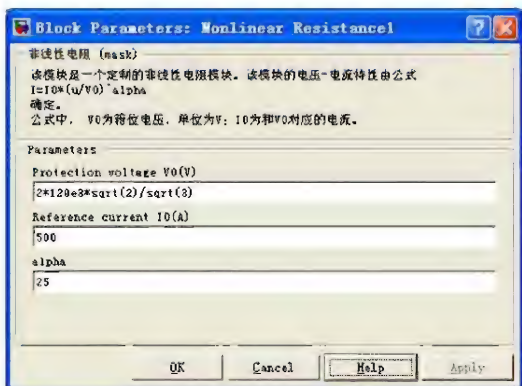 Block Parameters: Nonlinear Resistance1
非线性电阻 (mask)
该模块是一个定制的非线性电阻模块。该模块的电压-电流特性由公式
I=I0*(u/V0)^alpha
确定。
公式中, V0为箝位电压, 单位为V; I0为和V0对应的电流。
Parameters
Protection voltage V0(V)
2*120e3*sqrt(2)/sqrt(3)
Reference current I0(A)
500
alpha
25
OK
Cancel
Help
Apply